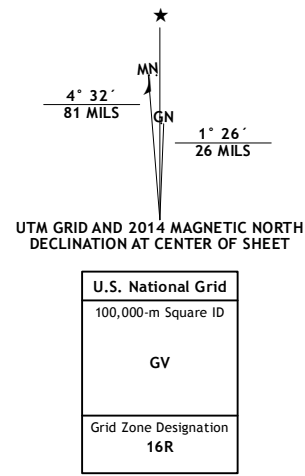 ★
MN
GN
4° 32´
81 MILS
1° 26´
26 MILS
UTM GRID AND 2014 MAGNETIC NORTH
DECLINATION AT CENTER OF SHEET
U.S. National Grid
100,000-m Square ID
GV
Grid Zone Designation
16R